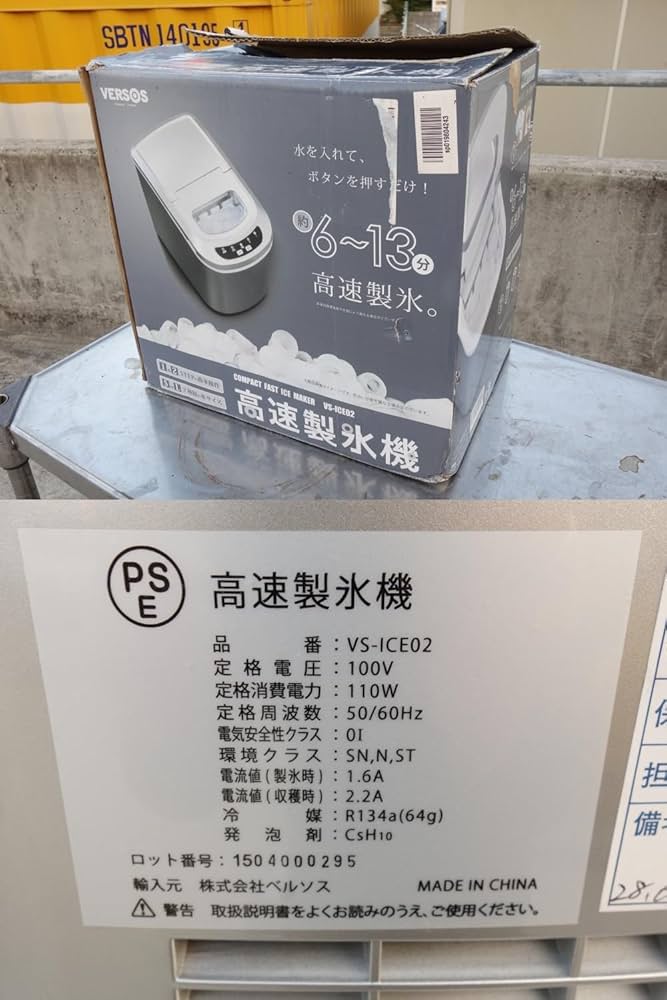 VERSOS
水を入れて、
ボタンを押すだけ！
約6～13分
高速製氷。
COMPACT FAST ICE MAKER VS-ICE02
高速製氷機
PSE
高速製氷機
品番：VS-ICE02
定格電圧：100V
定格消費電力：110W
定格周波数：50/60Hz
電気安全性クラス：0I
環境クラス：SN,N,ST
電流値(製氷時)：1.6A
電流値(収穫時)：2.2A
冷媒：R134a(64g)
発泡剤：CsH10
ロット番号：1504000295
輸入元 株式会社ベルソス MADE IN CHINA
警告 取扱説明書をよくお読みのうえ、ご使用ください。
担
備